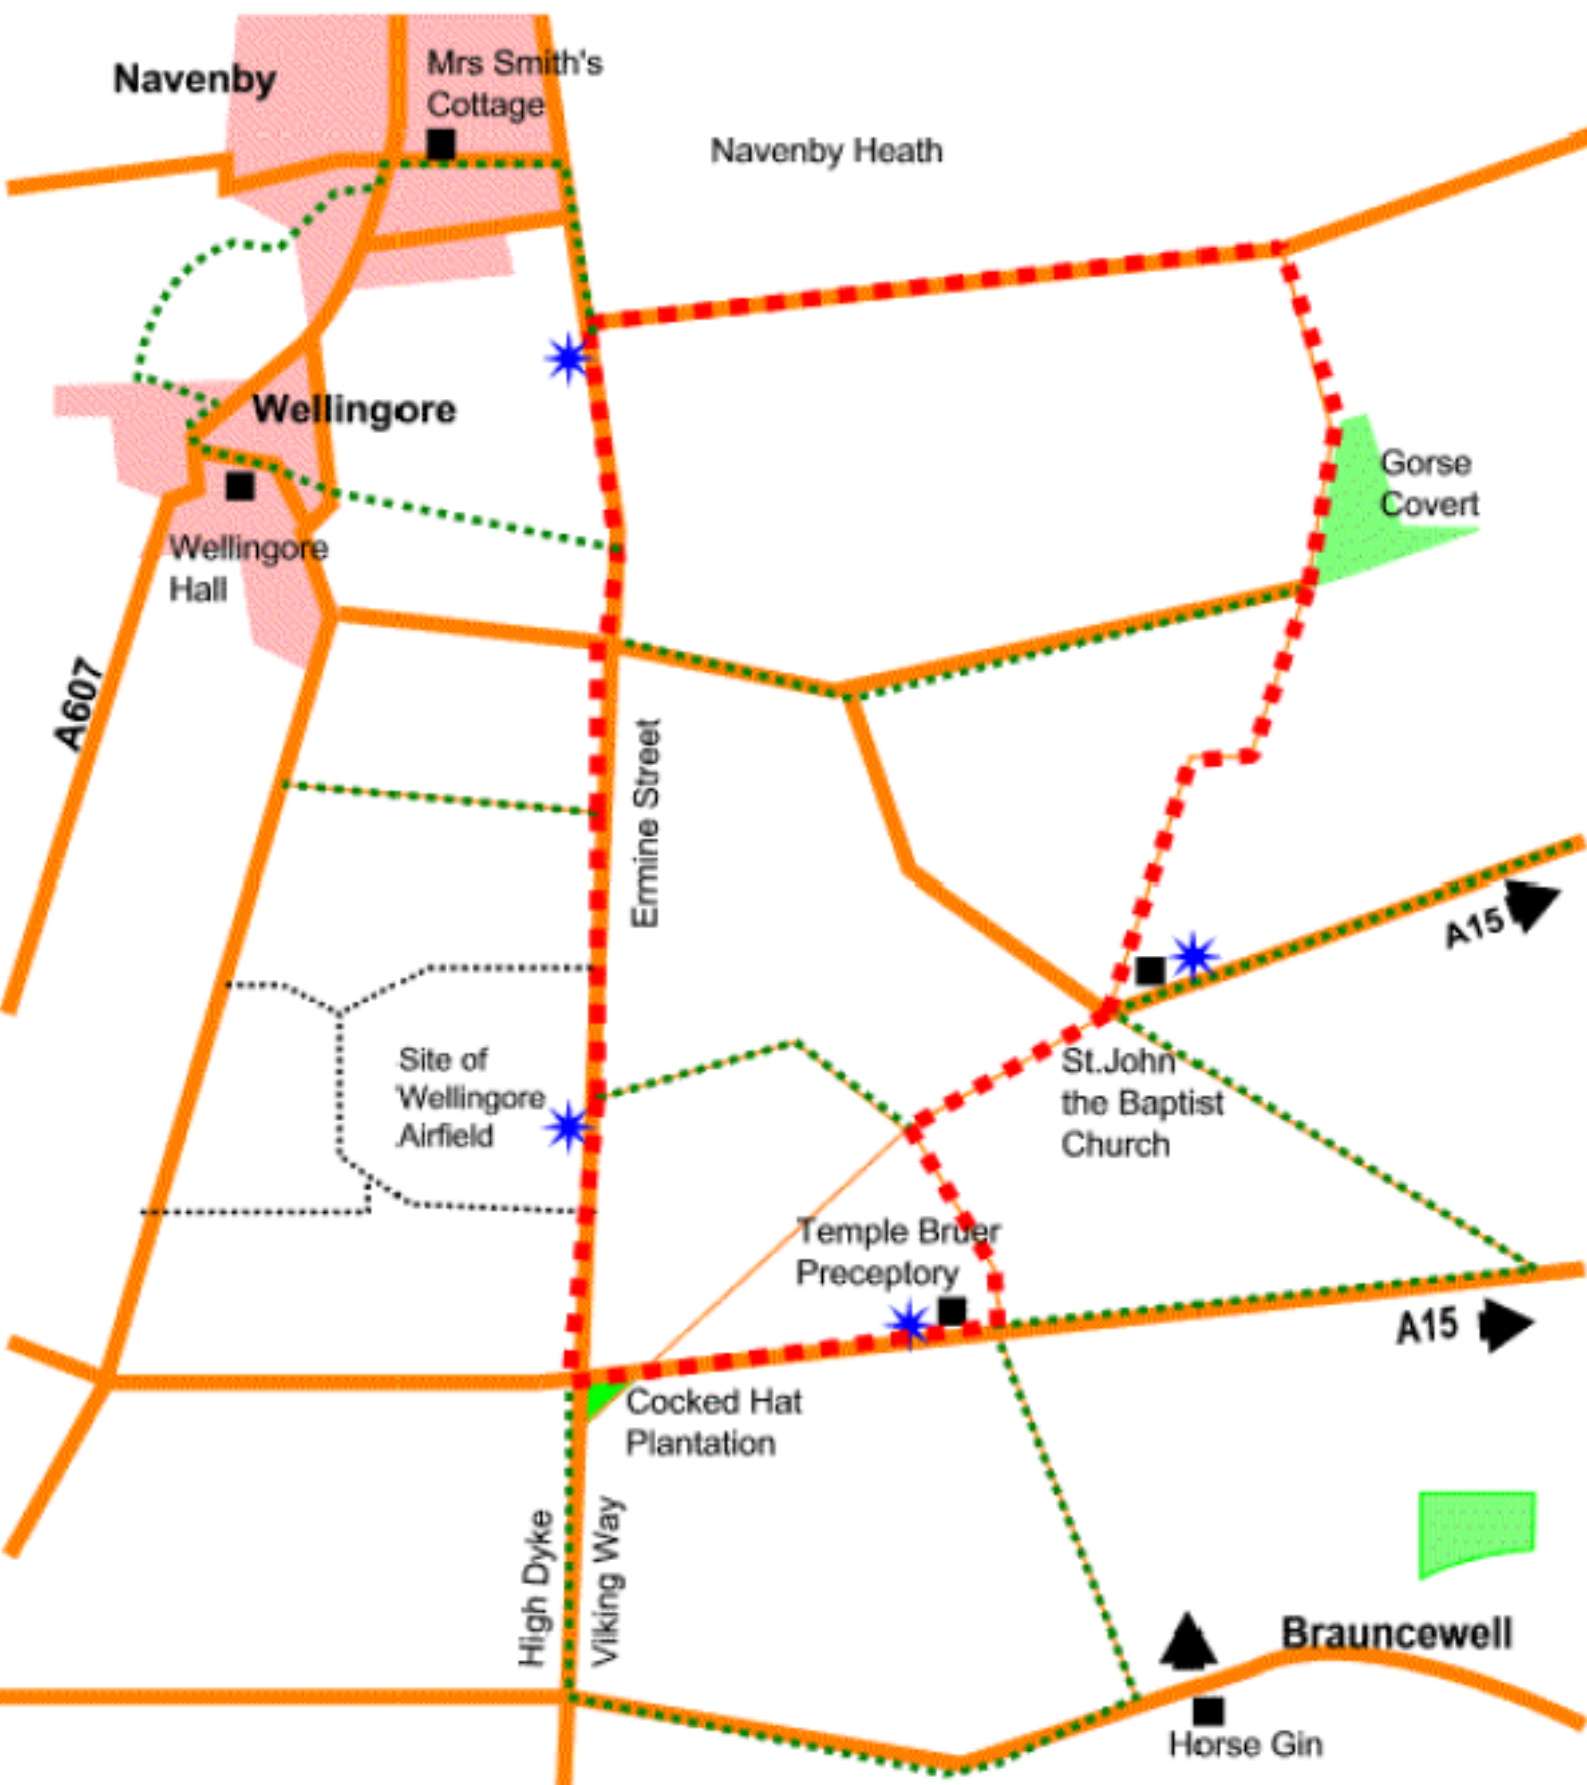 Mrs Smith's
Cottage
Navenby
Navenby Heath
Wellingore
Gorse
Covert
Wellingore
Hall
A607
Ermine Street
A15
Site of
Wellingore
Airfield
St.John
the Baptist
Church
Temple Bruer
Preceptory
A15
Cocked Hat
Plantation
High Dyke
Viking Way
Brauncewell
Horse Gin